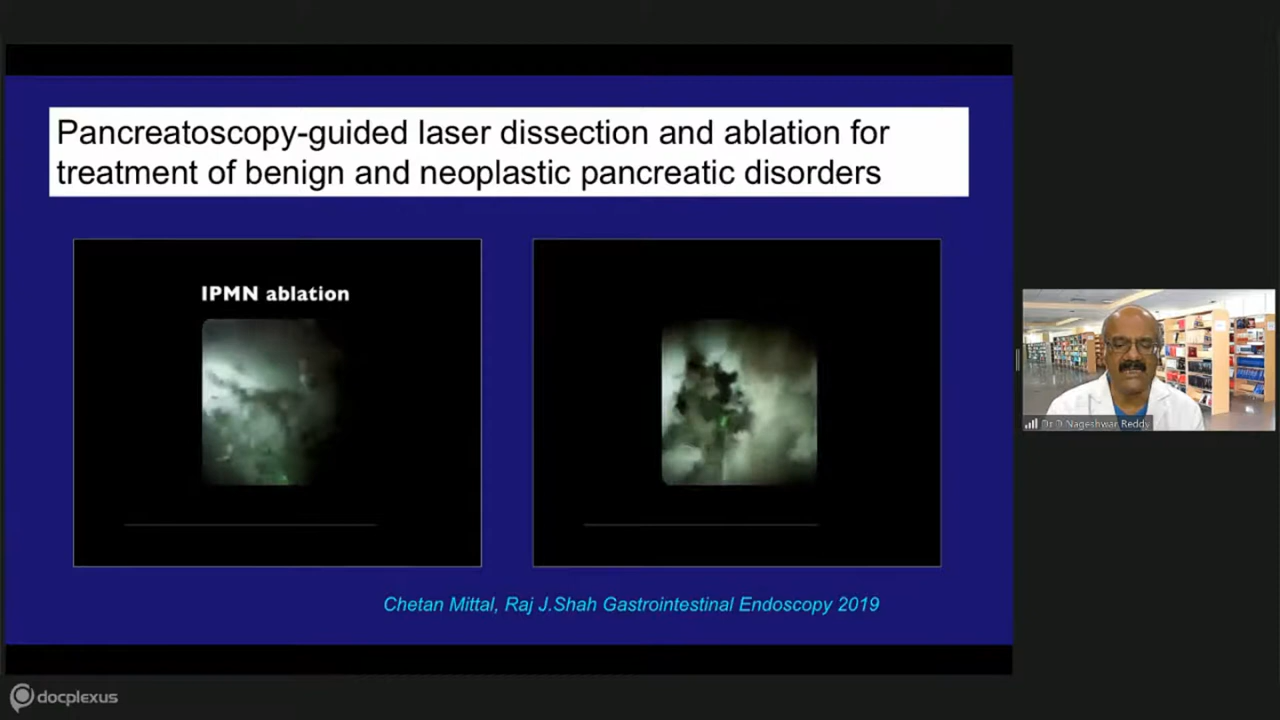 Pancreatoscopy-guided laser dissection and ablation for
treatment of benign and neoplastic pancreatic disorders
IPMN ablation
Chetan Mittal, Raj J.Shah Gastrointestinal Endoscopy 2019
Dr D Nageshwar Reddy
docplexus